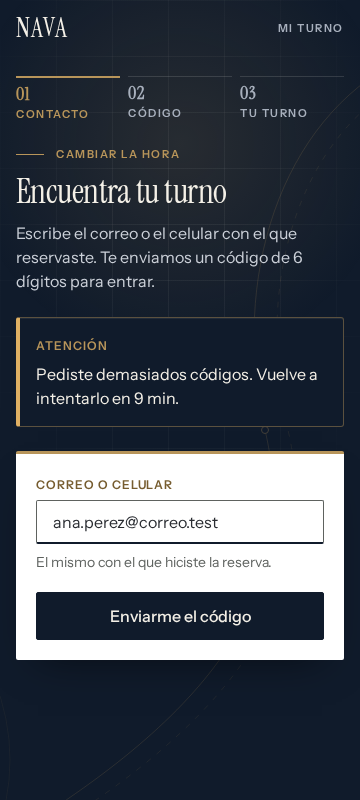 NAVA
MI TURNO
01
CONTACTO
02
CÓDIGO
03
TU TURNO
CAMBIAR LA HORA
Encuentra tu turno
Escribe el correo o el celular con el que
reservaste. Te enviamos un código de 6
dígitos para entrar.
ATENCIÓN
Pediste demasiados códigos. Vuelve a
intentarlo en 9 min.
CORREO O CELULAR
ana.perez@correo.test
El mismo con el que hiciste la reserva.
Enviarme el código